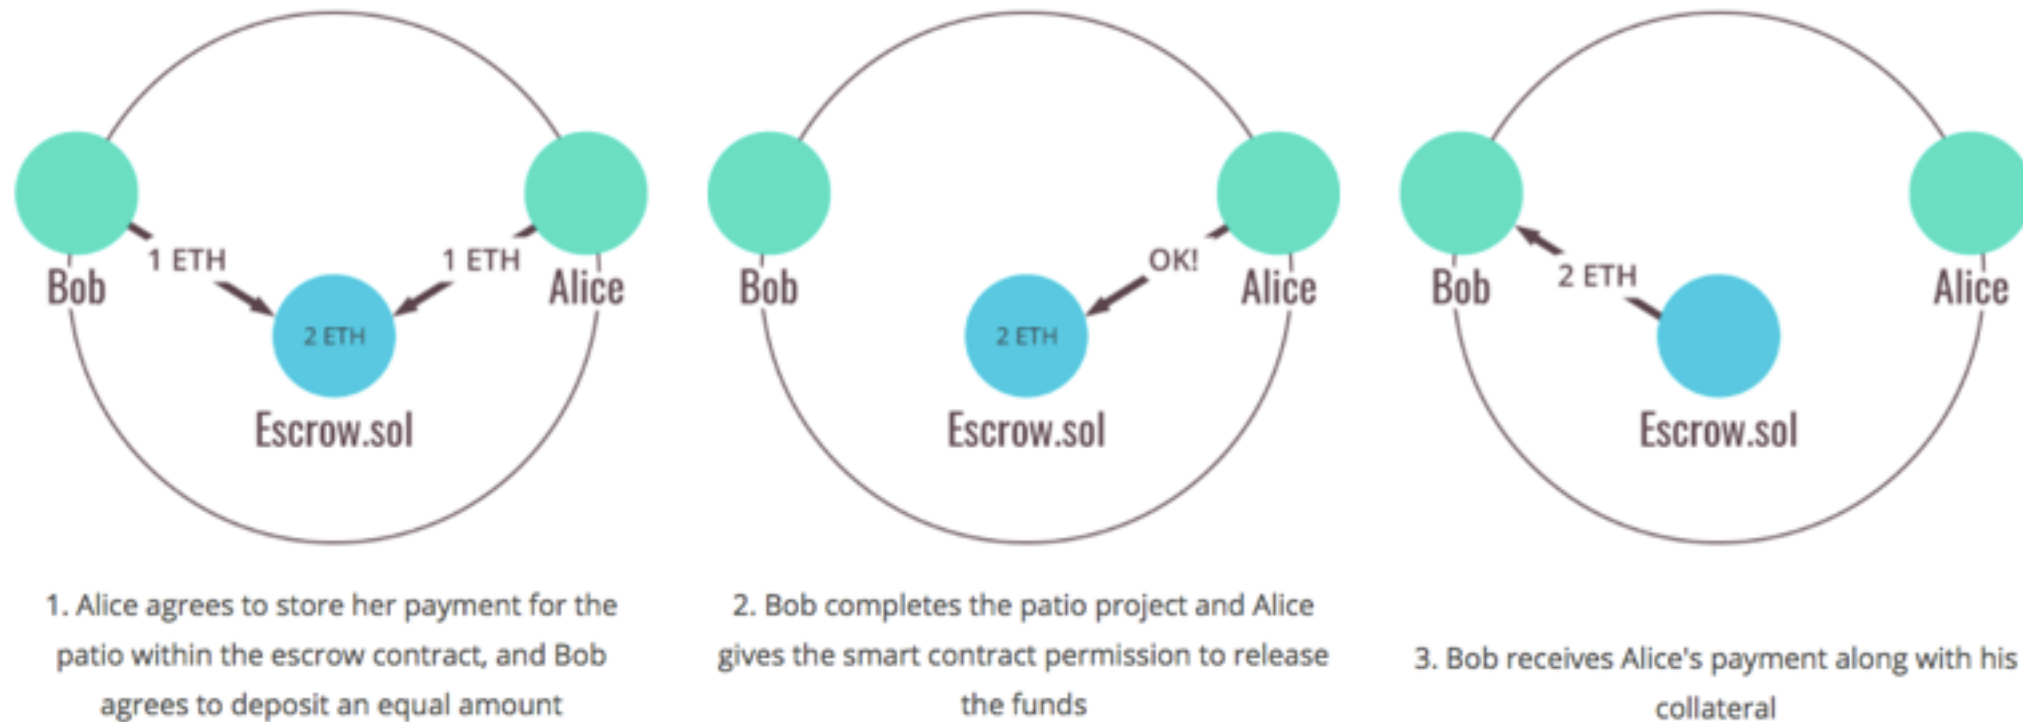 1 ETH
1 ETH
Bob
Alice
2 ETH
Escrow.sol
1. Alice agrees to store her payment for the
patio within the escrow contract, and Bob
agrees to deposit an equal amount
OK!
Bob
Alice
2 ETH
Escrow.sol
2. Bob completes the patio project and Alice
gives the smart contract permission to release
the funds
2 ETH
Bob
Alice
Escrow.sol
3. Bob receives Alice's payment along with his
collateral